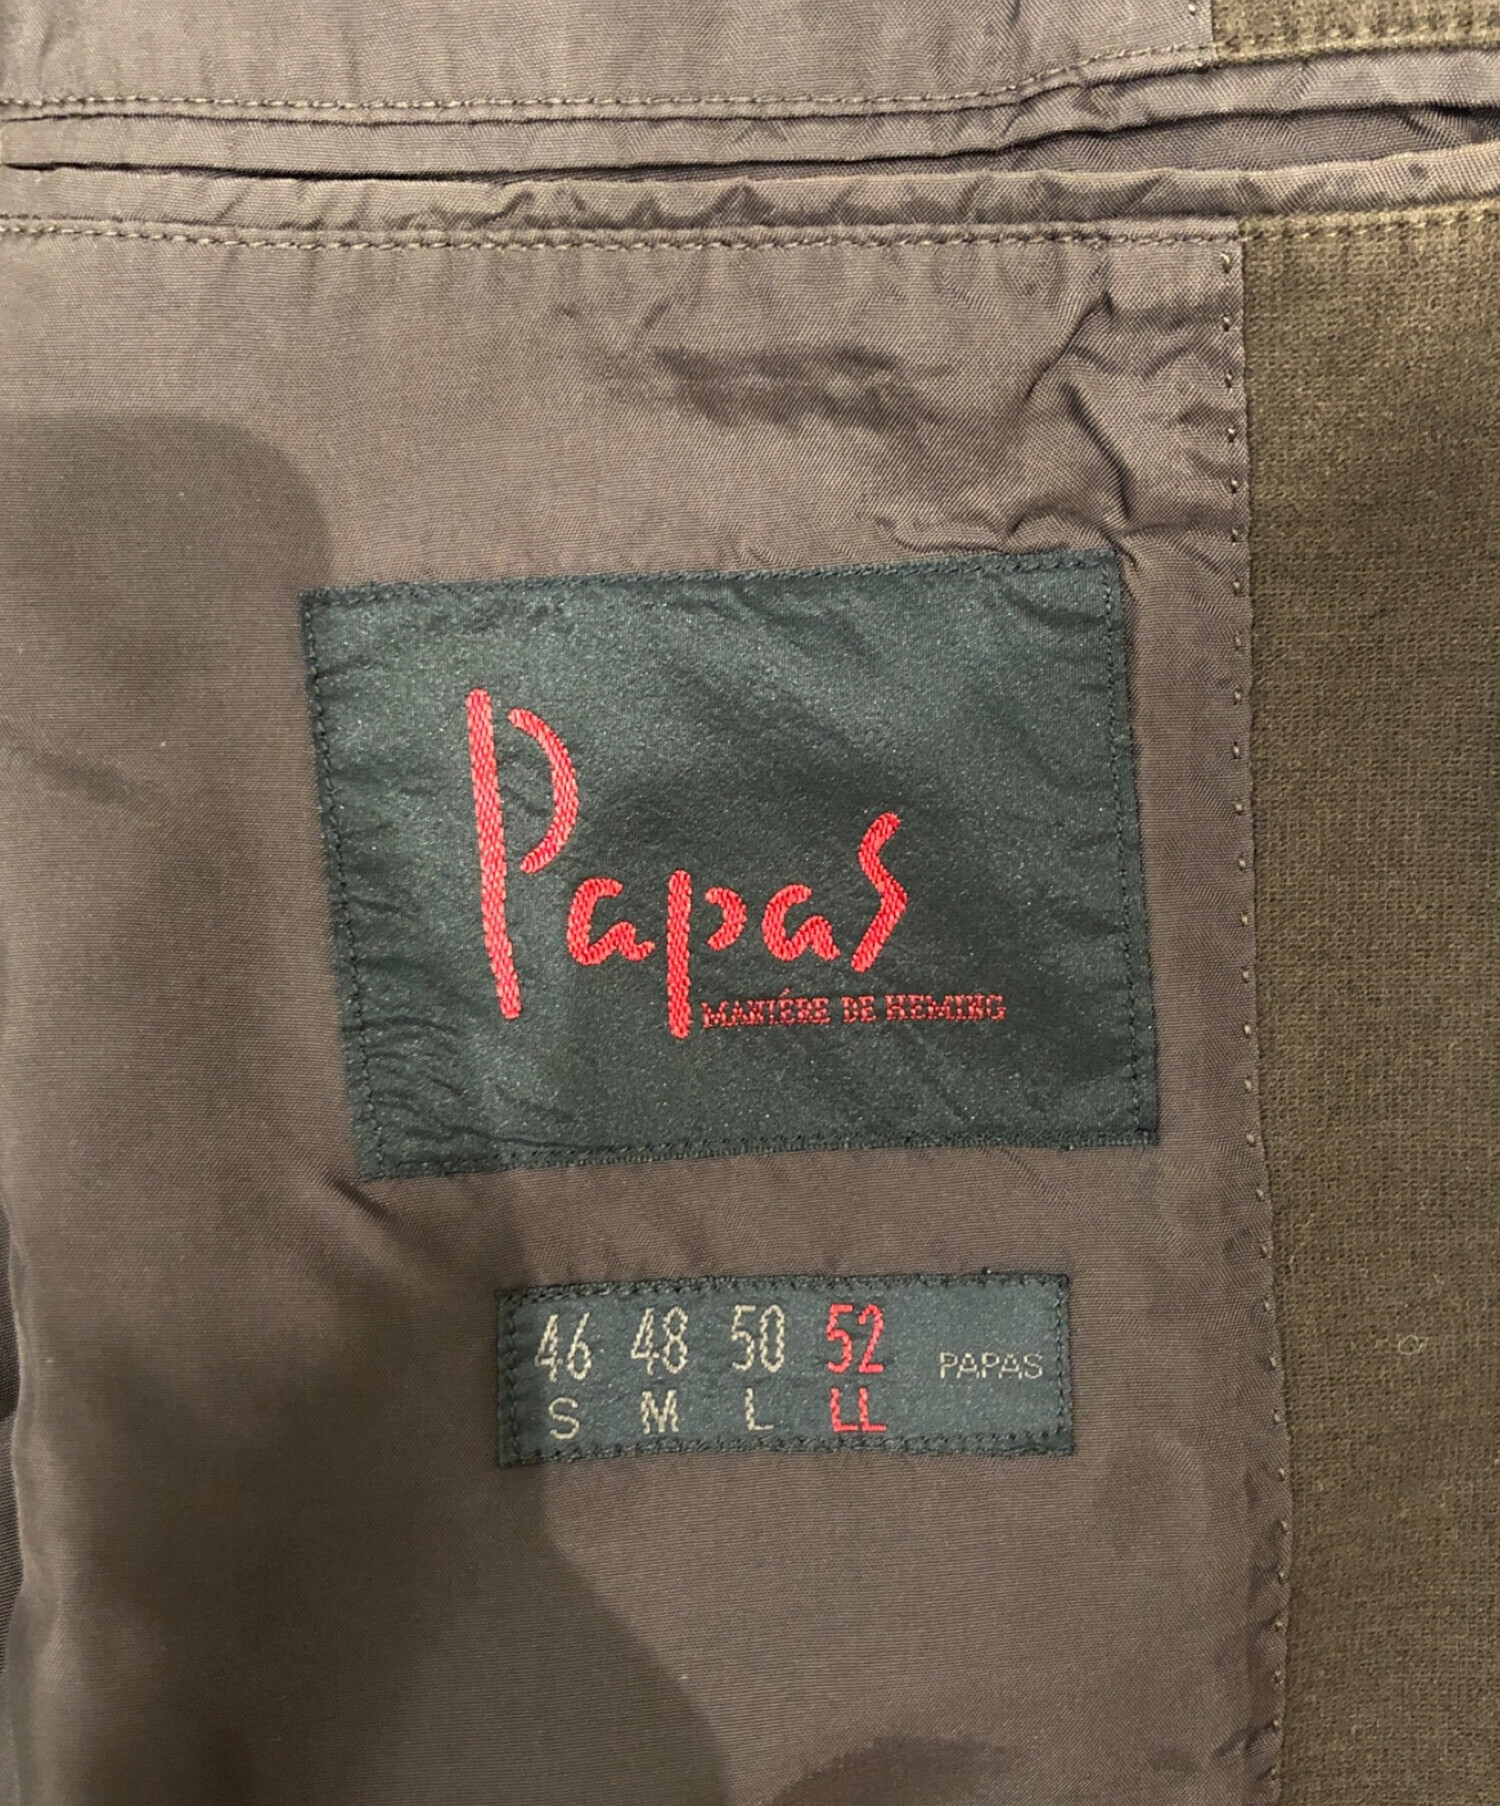 Papas
MANIÉRE DE HEMING
46 48 50 52 PAPAS
S M L LL